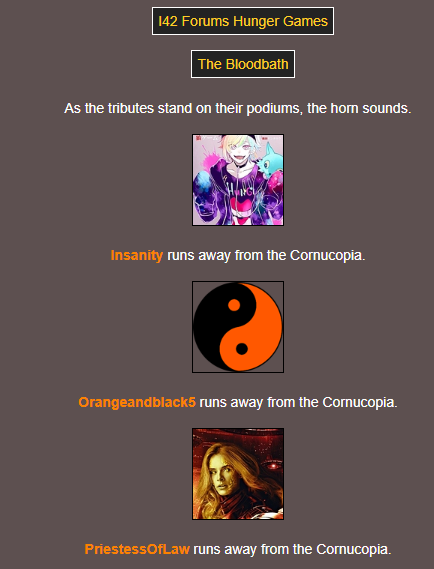 I42 Forums Hunger Games
The Bloodbath
As the tributes stand on their podiums, the horn sounds.
Insanity runs away from the Cornucopia.
Orangeandblack5 runs away from the Cornucopia.
PriestessOfLaw runs away from the Cornucopia.